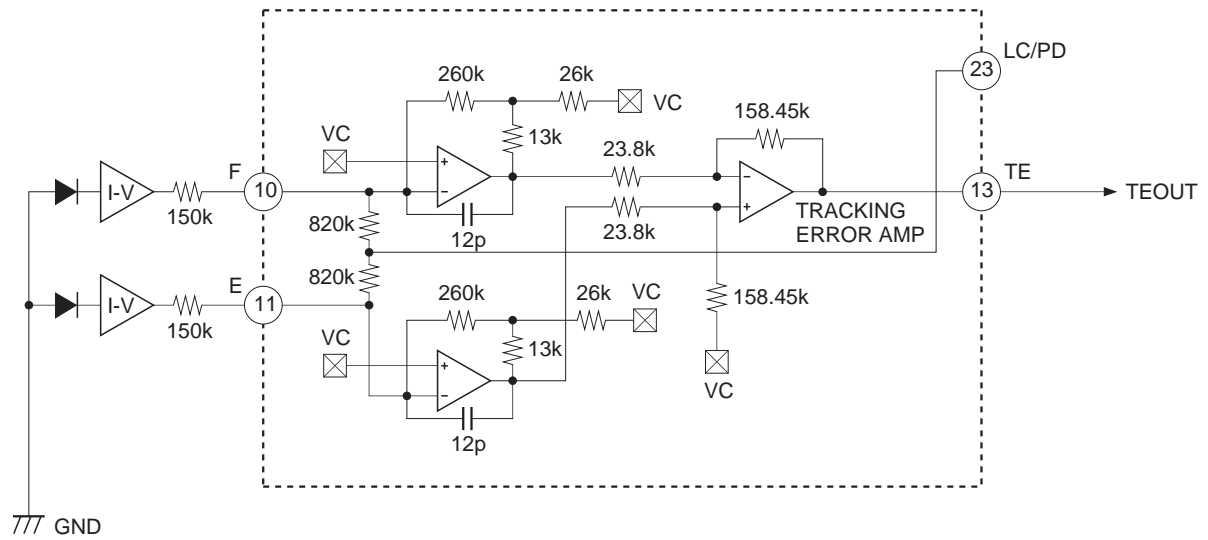 LC/PD
23
260k
26k
VC
13k
158.45k
VC
23.8k
F
10
I-V
150k
12p
820k
23.8k
TRACKING
ERROR AMP
TE
13
TEOUT
820k
E
11
I-V
150k
260k
26k
VC
13k
158.45k
VC
VC
12p
GND